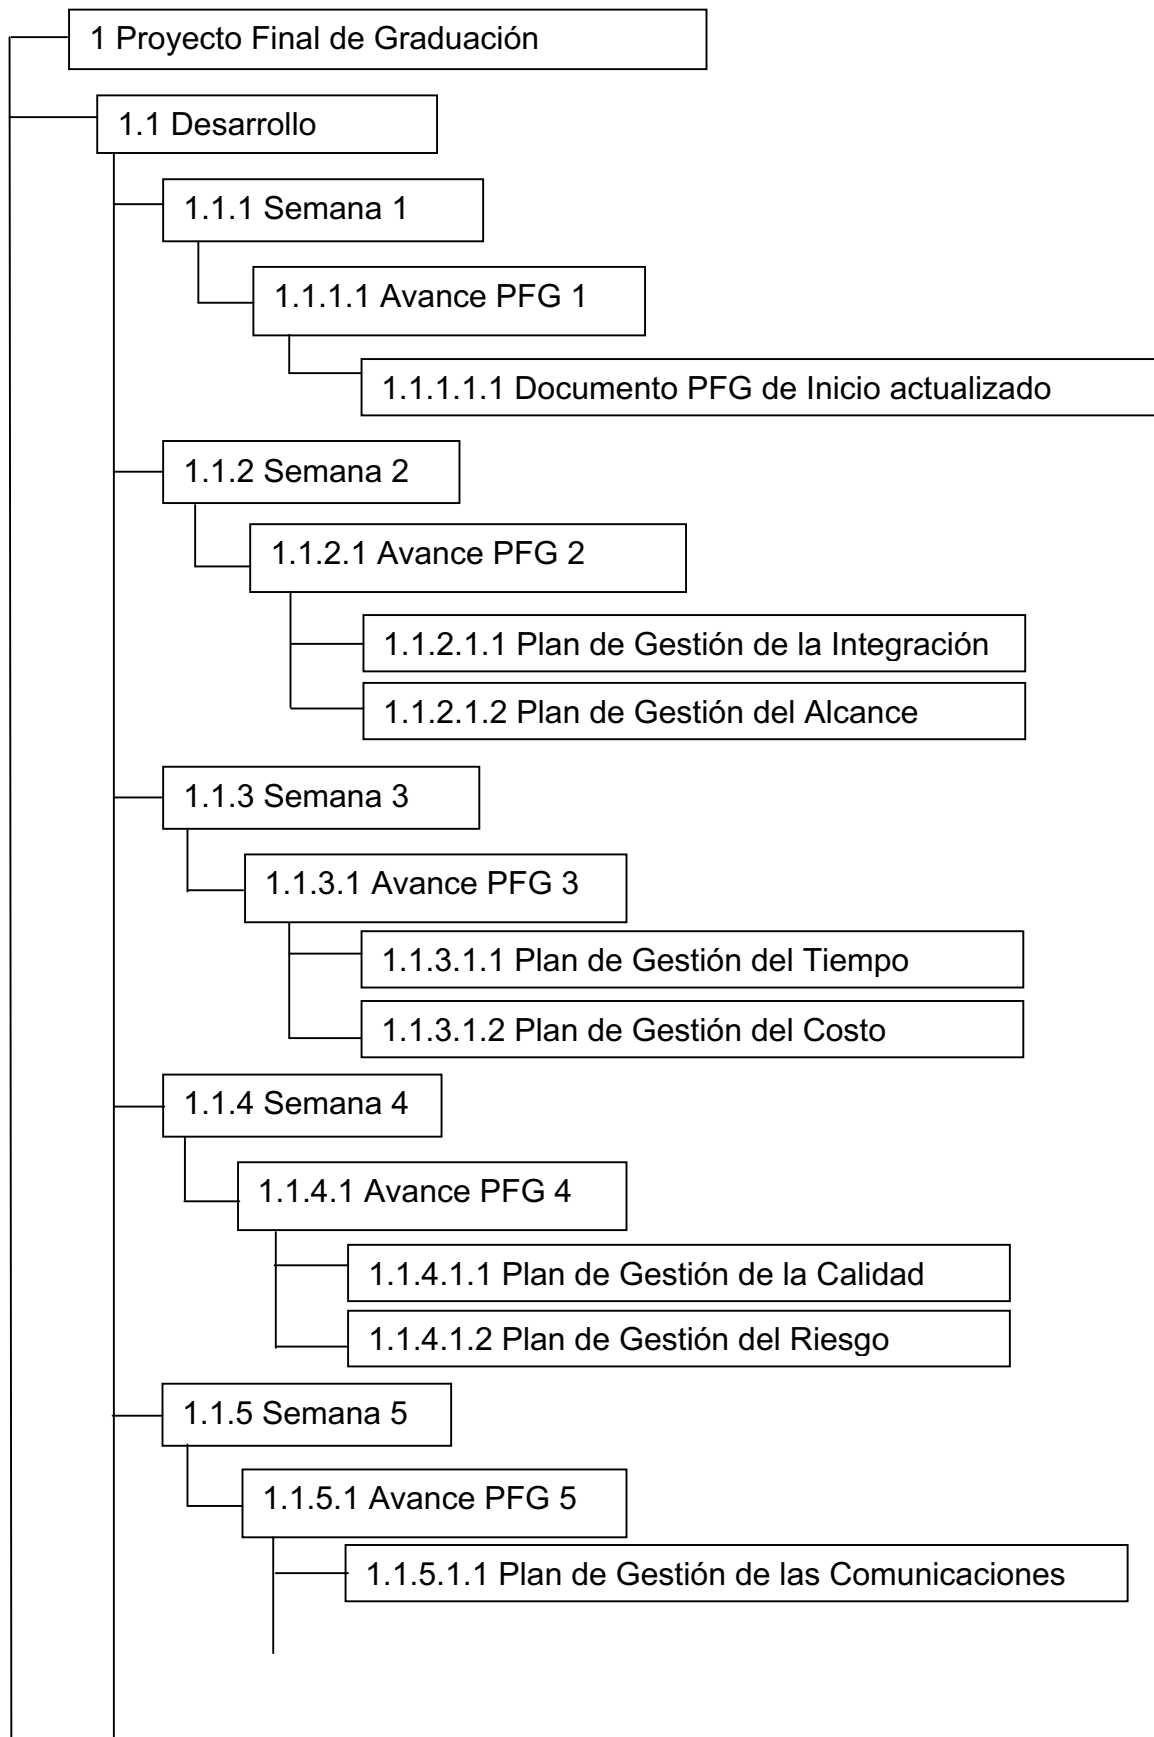 1 Proyecto Final de Graduación
1.1 Desarrollo
1.1.1 Semana 1
1.1.1.1 Avance PFG 1
1.1.1.1.1 Documento PFG de Inicio actualizado
1.1.2 Semana 2
1.1.2.1 Avance PFG 2
1.1.2.1.1 Plan de Gestión de la Integración
1.1.2.1.2 Plan de Gestión del Alcance
1.1.3 Semana 3
1.1.3.1 Avance PFG 3
1.1.3.1.1 Plan de Gestión del Tiempo
1.1.3.1.2 Plan de Gestión del Costo
1.1.4 Semana 4
1.1.4.1 Avance PFG 4
1.1.4.1.1 Plan de Gestión de la Calidad
1.1.4.1.2 Plan de Gestión del Riesgo
1.1.5 Semana 5
1.1.5.1 Avance PFG 5
1.1.5.1.1 Plan de Gestión de las Comunicaciones